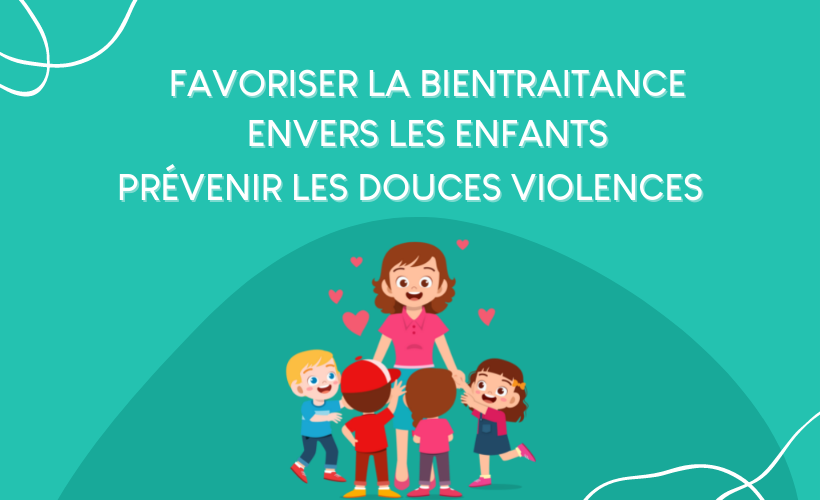 FAVORISER LA BIENTRAITANCE
ENVERS LES ENFANTS
PRÉVENIR LES DOUCES VIOLENCES